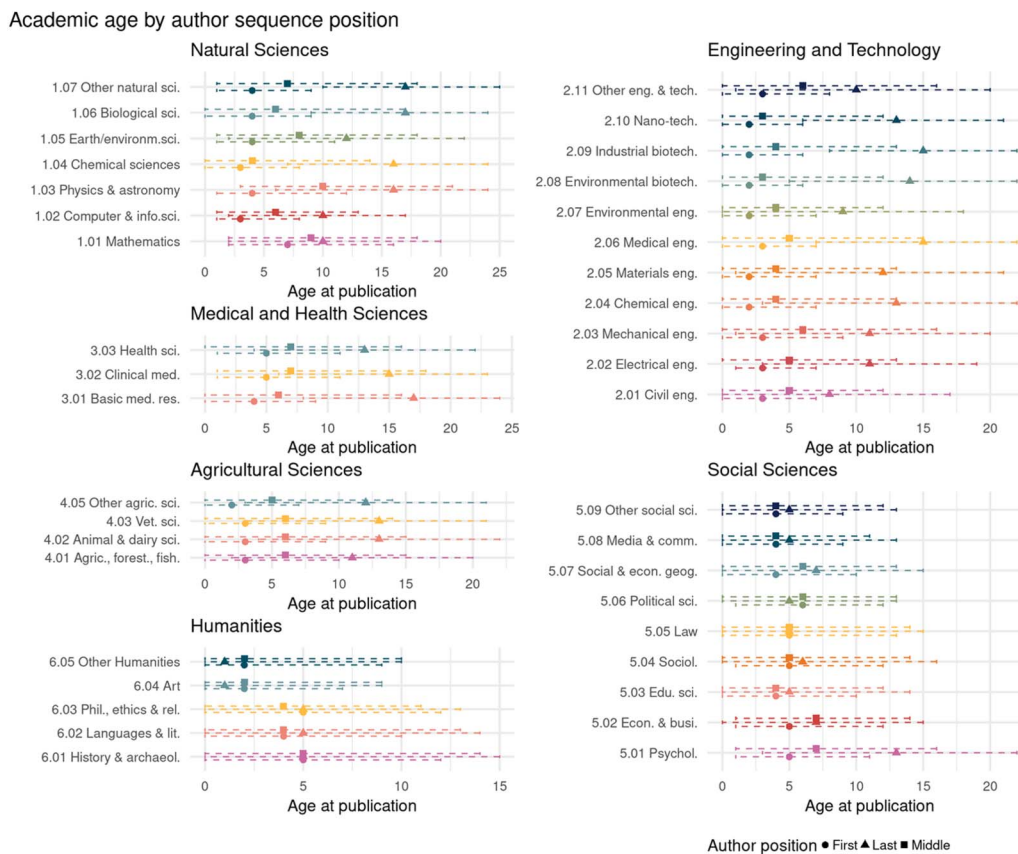 Academic age by author sequence position
Natural Sciences
1.07 Other natural sci.
1.06 Biological sci.
1.05 Earth/environm.sci.
1.04 Chemical sciences
1.03 Physics & astronomy
1.02 Computer & info.sci.
1.01 Mathematics
0 5 10 15 20 25
Age at publication
Medical and Health Sciences
3.03 Health sci.
3.02 Clinical med.
3.01 Basic med. res.
0 5 10 15 20 25
Age at publication
Agricultural Sciences
4.05 Other agric. sci.
4.03 Vet. sci.
4.02 Animal & dairy sci.
4.01 Agric., forest., fish.
0 5 10 15 20
Age at publication
Humanities
6.05 Other Humanities
6.04 Art
6.03 Phil., ethics & rel.
6.02 Languages & lit.
6.01 History & archaeol.
0 5 10 15
Age at publication
Engineering and Technology
2.11 Other eng. & tech.
2.10 Nano-tech.
2.09 Industrial biotech.
2.08 Environmental biotech.
2.07 Environmental eng.
2.06 Medical eng.
2.05 Materials eng.
2.04 Chemical eng.
2.03 Mechanical eng.
2.02 Electrical eng.
2.01 Civil eng.
0 5 10 15 20
Age at publication
Social Sciences
5.09 Other social sci.
5.08 Media & comm.
5.07 Social & econ. geog.
5.06 Political sci.
5.05 Law
5.04 Sociol.
5.03 Edu. sci.
5.02 Econ. & busi.
5.01 Psychol.
0 5 10 15 20
Age at publication
Author position First Last Middle